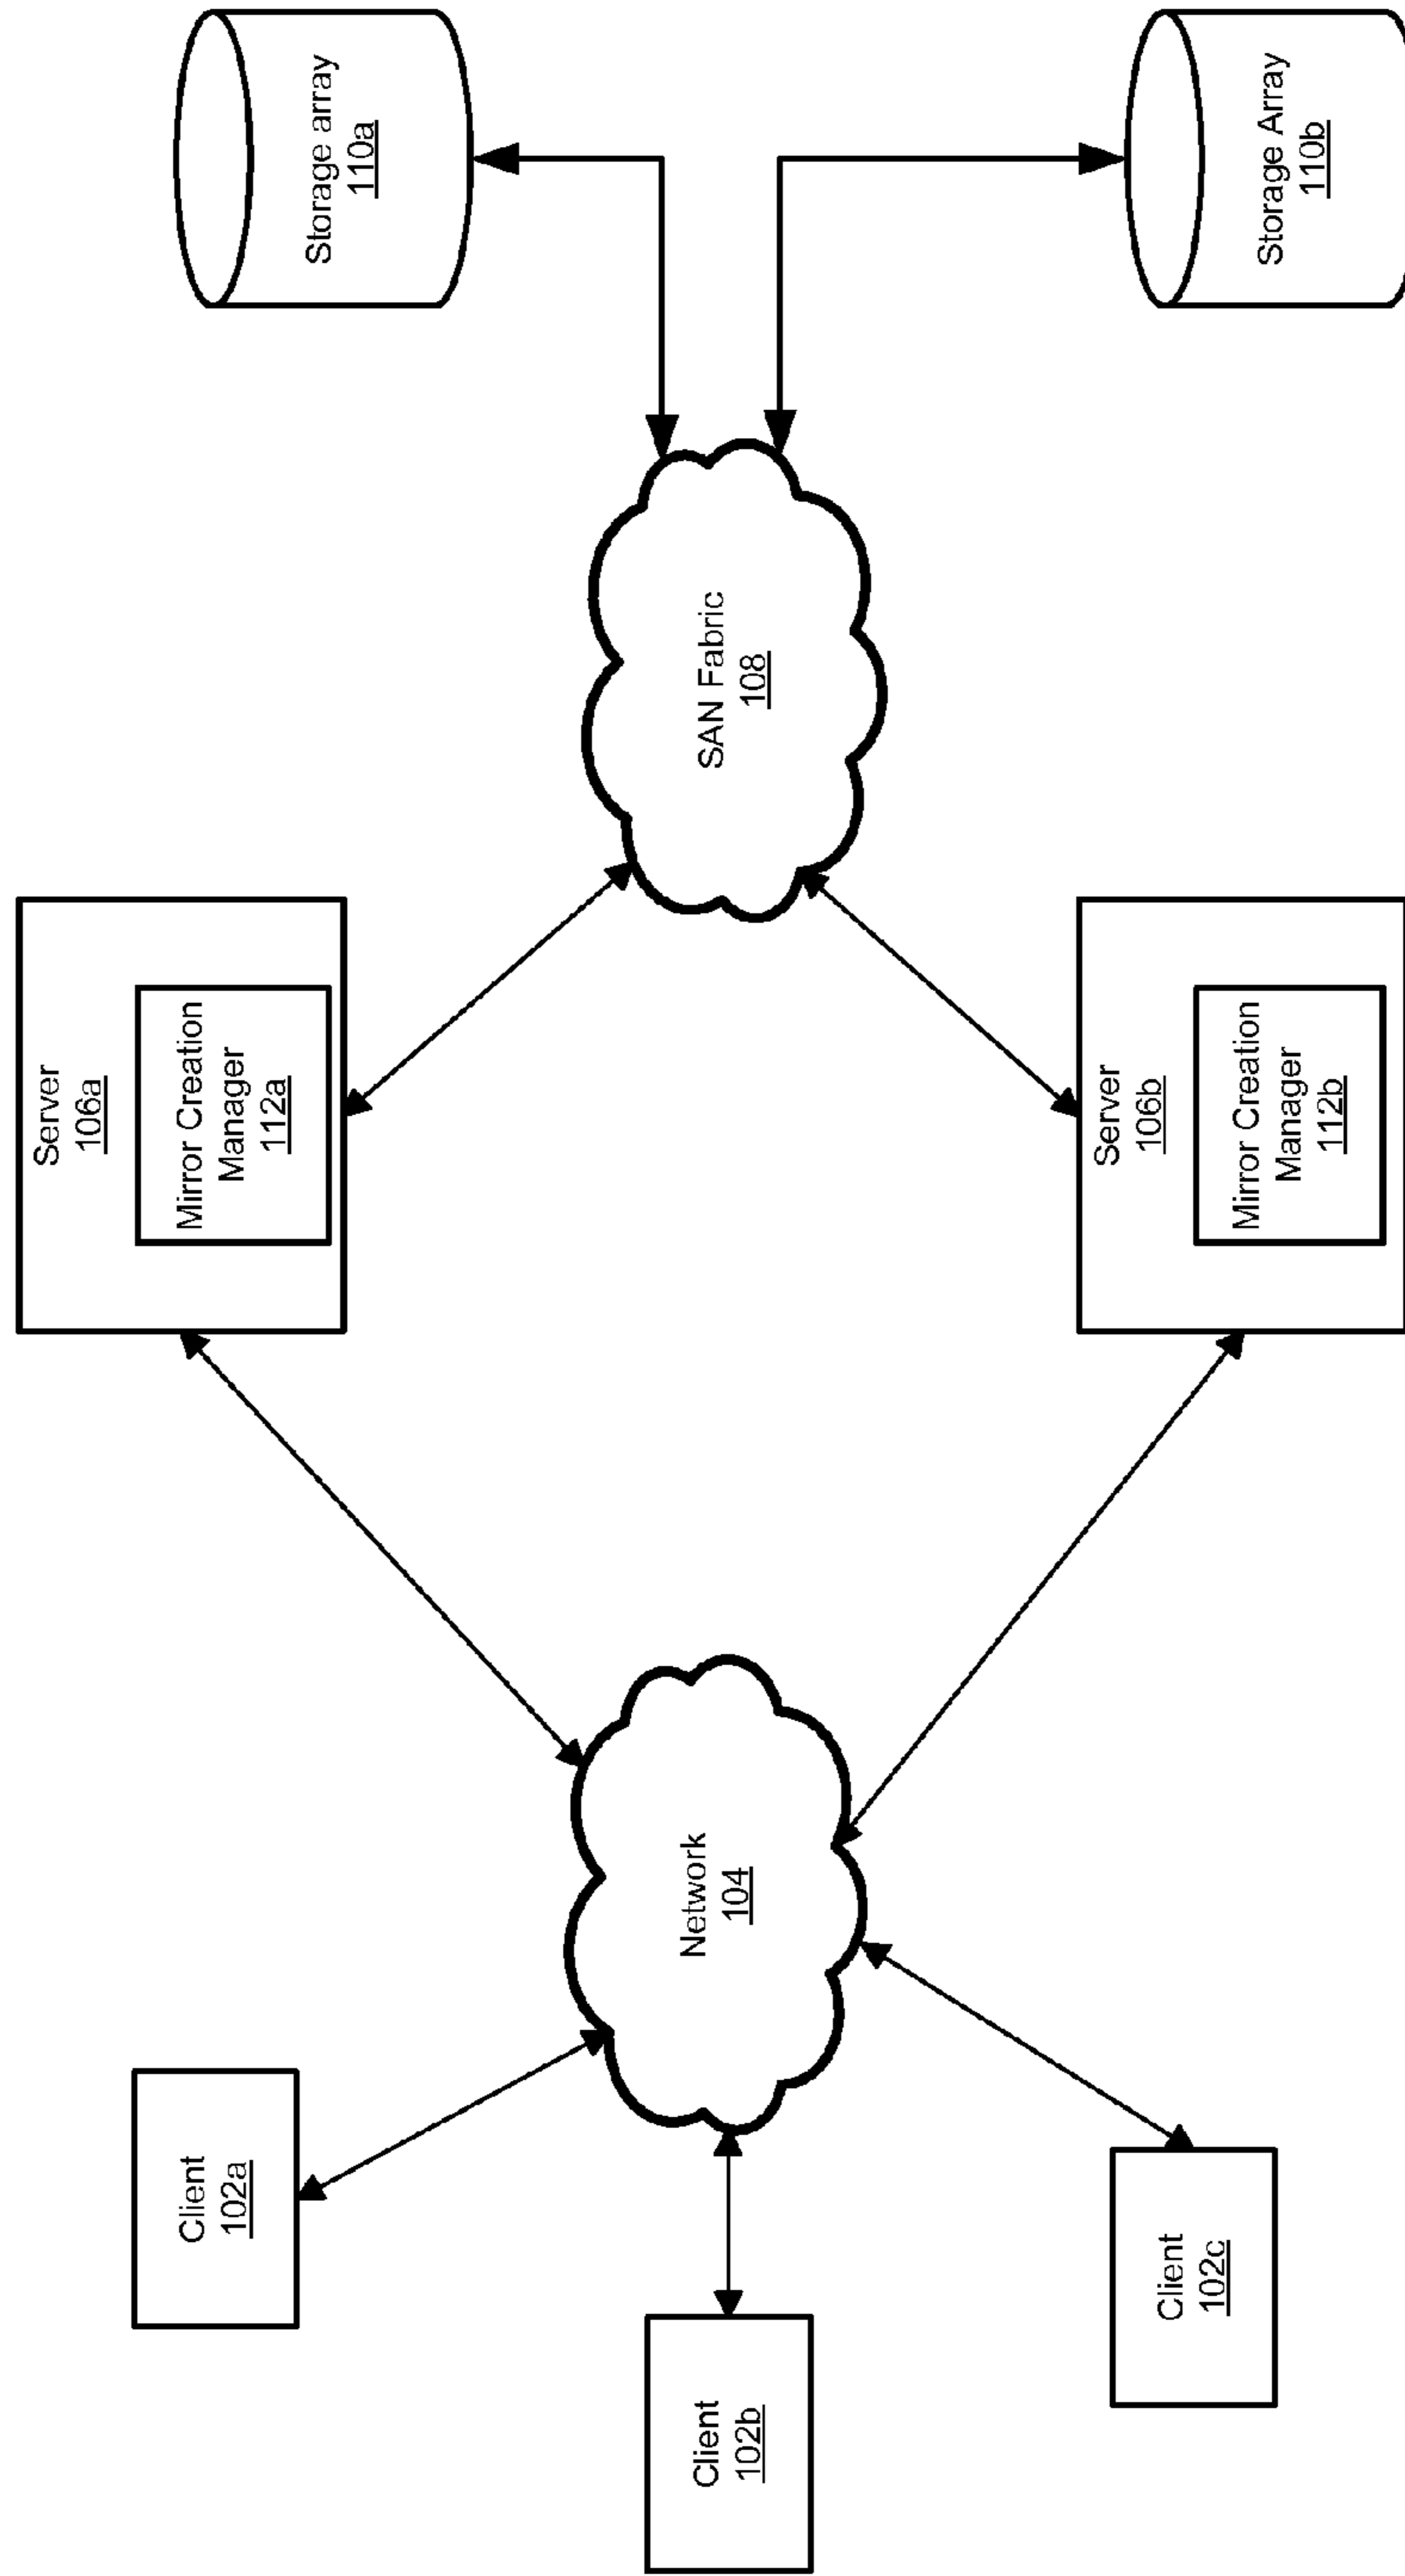 Client
102a
Client
102b
Client
102c
Network
104
Server
106a
Mirror Creation
Manager
112a
Server
106b
Mirror Creation
Manager
112b
SAN Fabric
108
Storage array
110a
Storage Array
110b